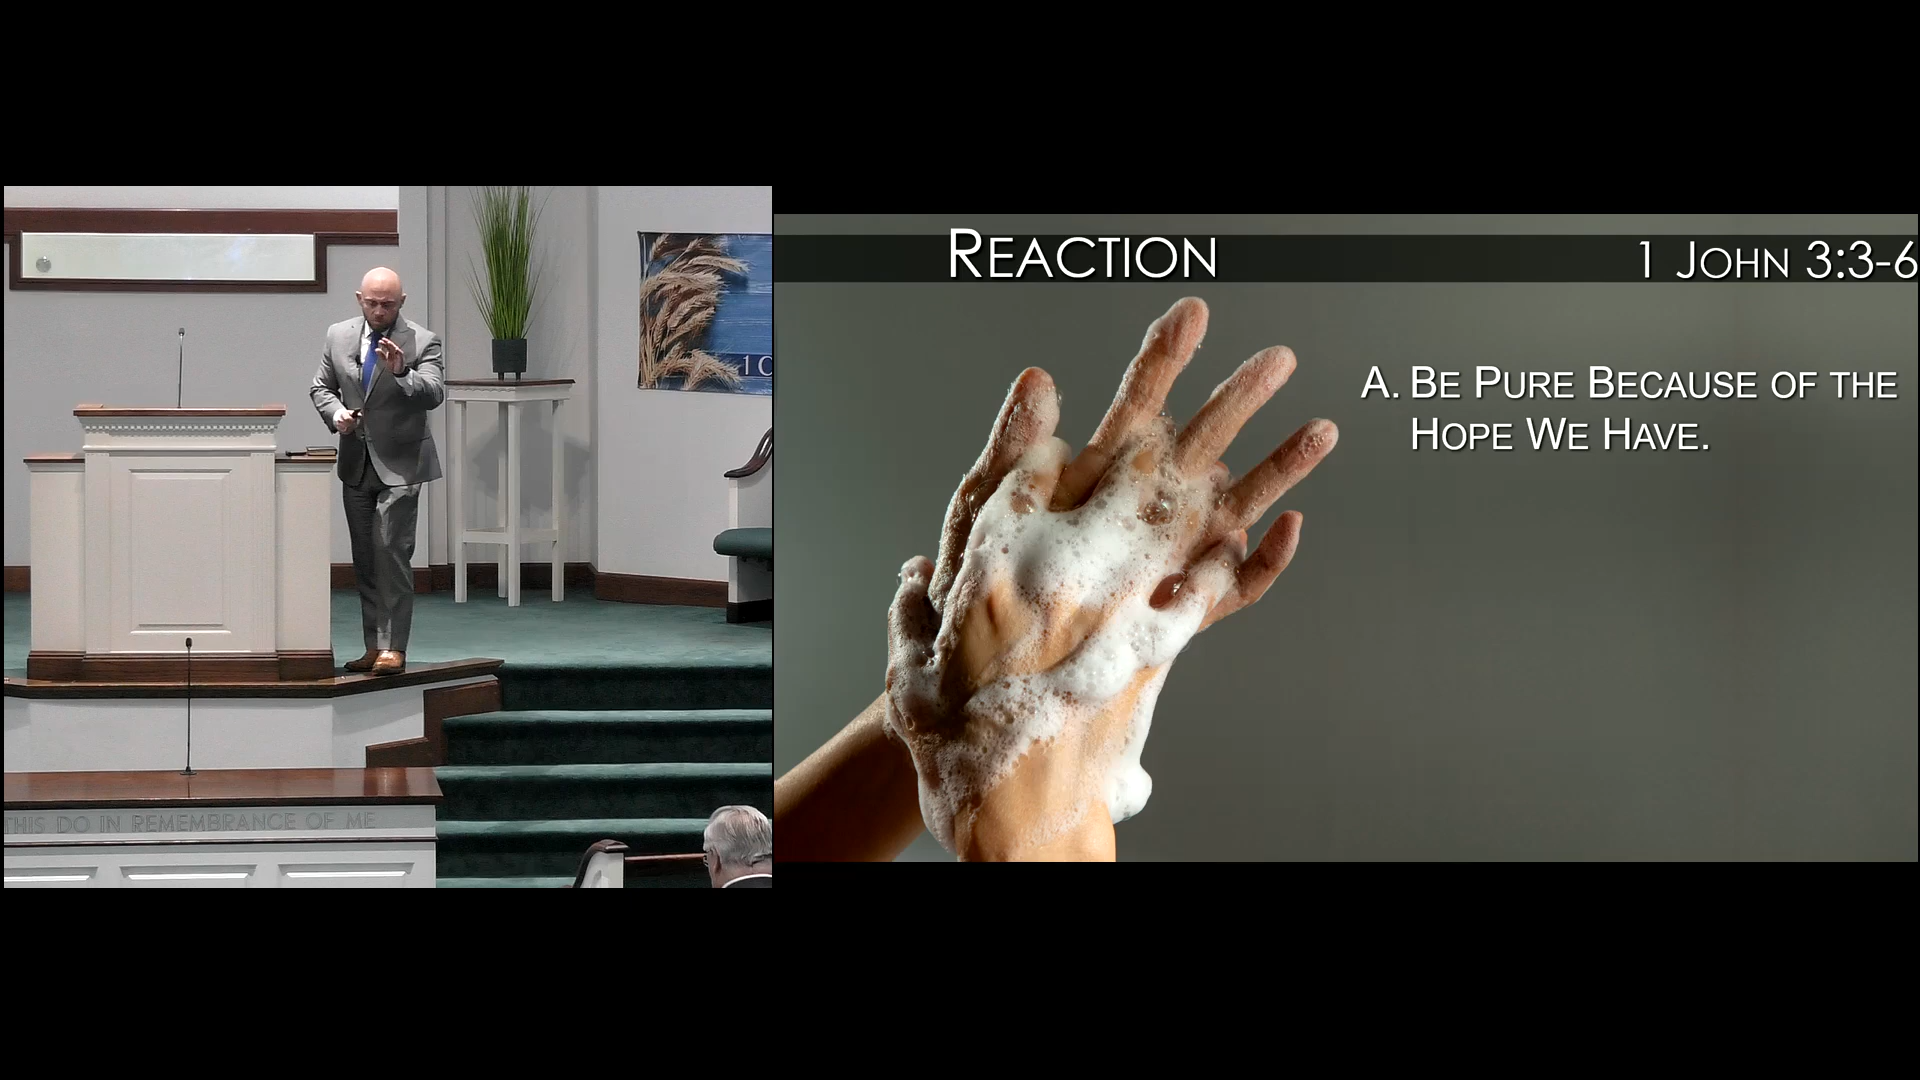 REACTION
1 JOHN 3:3-6
A. BE PURE BECAUSE OF THE
HOPE WE HAVE.
1 C
THIS DO IN REMEMBRANCE OF ME